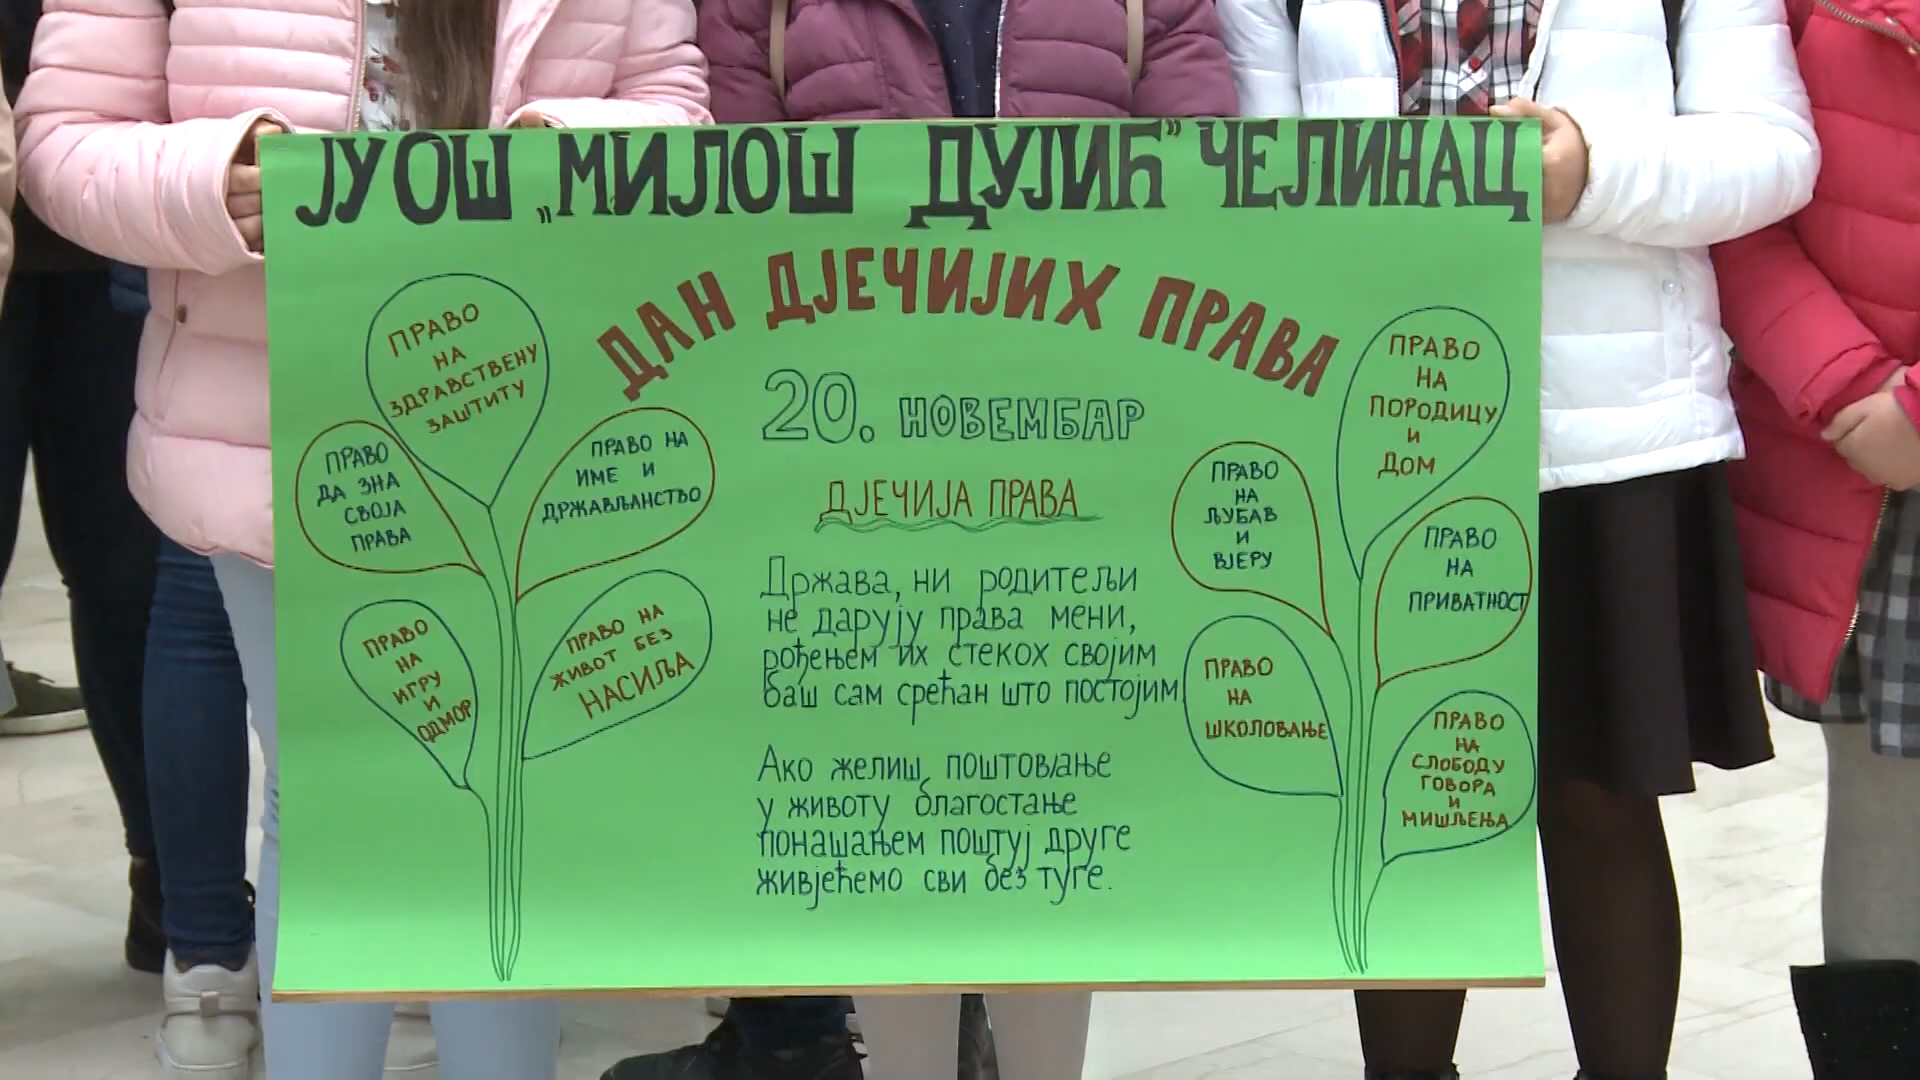 ЈУ ОШ „МИЛОШ ДУЈИЋ” ЧЕЛИНАЦ
ДАН ДЈЕЧИЈИХ ПРАВА
20. НОВЕМБАР
ДЈЕЧИЈА ПРАВА
Држава, ни родитељи
не дарују права мени,
рођењем их стекох својим
баш сам срећан што постојим
Ако желиш поштовање
у животу благостање
понашањем поштуј друге
живјећемо сви без туге.
ПРАВО
НА
ЗДРАВСТВЕНУ
ЗАШТИТУ
ПРАВО
ДА ЗНА
СВОЈА
ПРАВА
ПРАВО НА
ИМЕ И
ДРЖАВЉАНСТВО
ПРАВО
НА
ИГРУ
И
ОДМОР
ПРАВО НА
ЖИВОТ БЕЗ
НАСИЉА
ПРАВО
НА
ПОРОДИЦУ
И
ДОМ
ПРАВО
НА
ЉУБАВ
И
ВЈЕРУ
ПРАВО
НА
ПРИВАТНОСТ
ПРАВО
НА
ШКОЛОВАЊЕ
ПРАВО
НА
СЛОБОДУ
ГОВОРА
И
МИШЉЕЊА